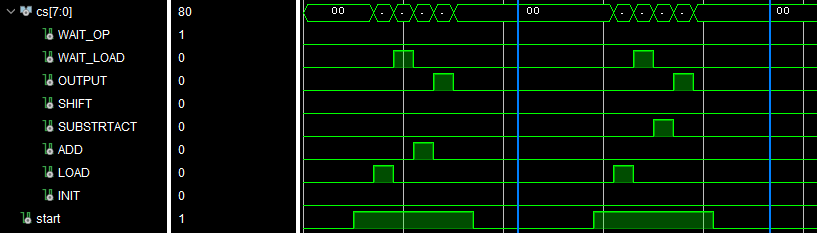 cs[7:0] 80 00 - - - - 00 - - - - 00
WAIT_OP 1
WAIT_LOAD 0
OUTPUT 0
SHIFT 0
SUBSTRTACT 0
ADD 0
LOAD 0
INIT 0
start 1